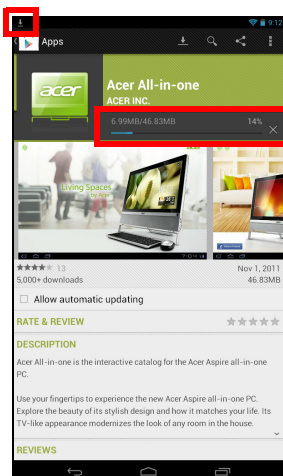 9:12
Apps
acer
Acer All-in-one
ACER INC.
6.99MB/46.83MB 14%
Living Spaces
by Acer
13 Nov 1, 2011
5,000+ downloads 46.83MB
Allow automatic updating
RATE & REVIEW
DESCRIPTION
Acer All-in-one is the interactive catalog for the Acer Aspire all-in-one
PC.
Use your fingertips to experience the new Acer Aspire all-in-one PC.
Explore the beauty of its stylish design and how it matches your life. Its
TV-like appearance modernizes the look of any room in the house.
REVIEWS